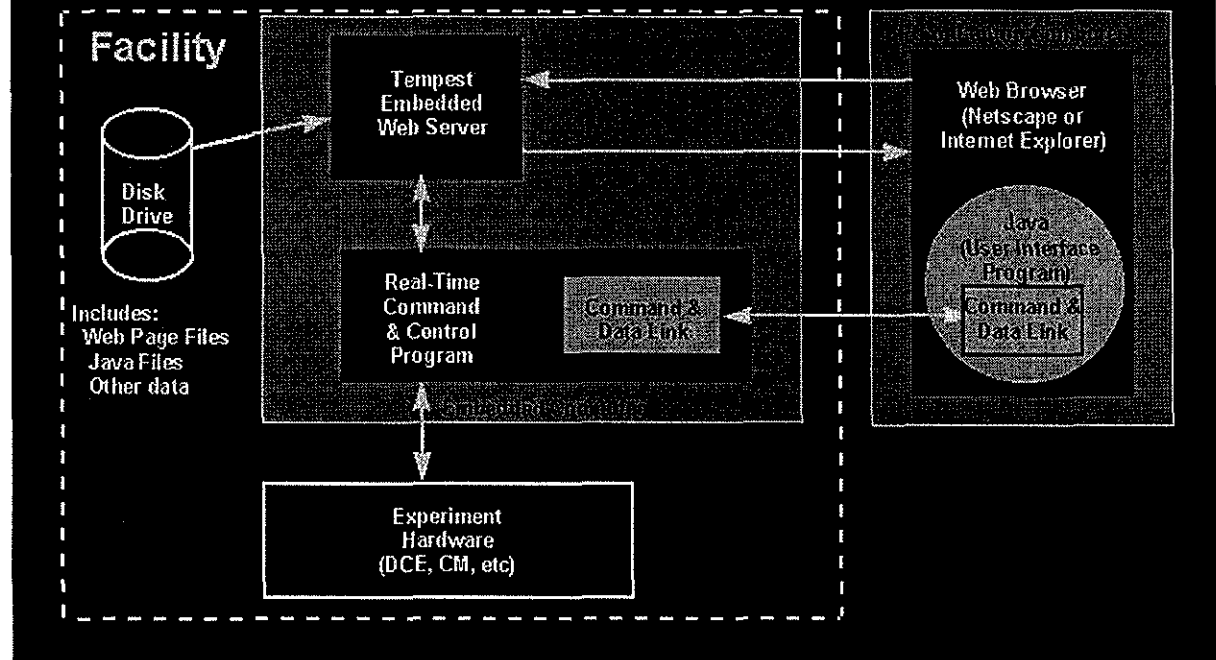 Facility
Tempest
Embedded
Web Server
Web Browser
(Netscape or
Internet Explorer)
Disk
Drive
Java
(User Interface
Program)
Real-Time
Command
& Control
Program
Command &
Data Link
Command &
Data Link
Includes:
Web Page Files
Java Files
Other data
Embedded Computer
Experiment
Hardware
(DCE, CM, etc)